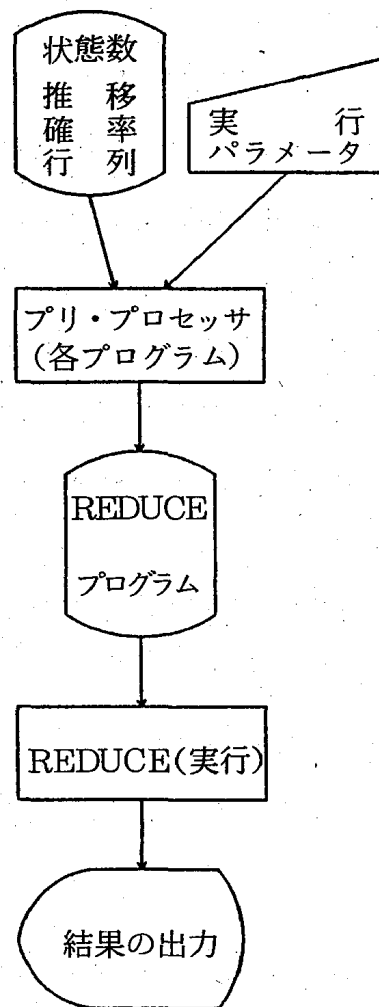 状態数
推移
確率
行列
実行
パラメータ
プリ・プロセッサ
(各プログラム)
REDUCE
プログラム
REDUCE(実行)
結果の出力